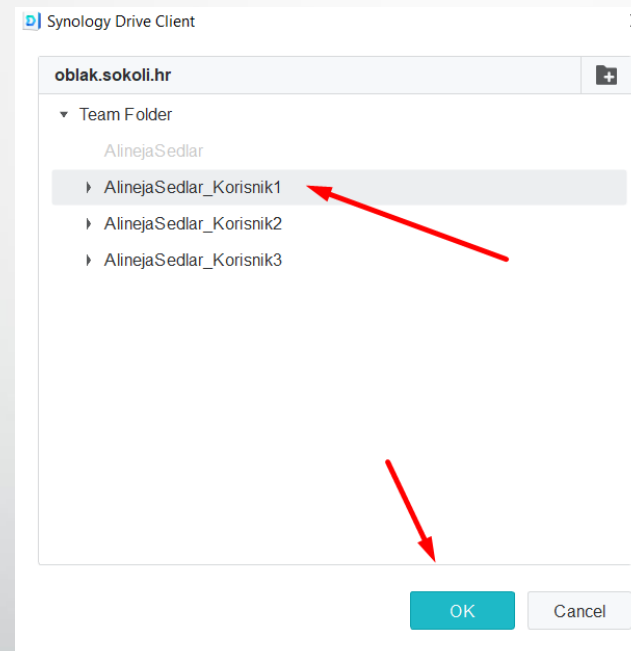 Synology Drive Client
oblak.sokoli.hr
Team Folder
AlinejaSedlar
AlinejaSedlar_Korisnik1
AlinejaSedlar_Korisnik2
AlinejaSedlar_Korisnik3
OK Cancel